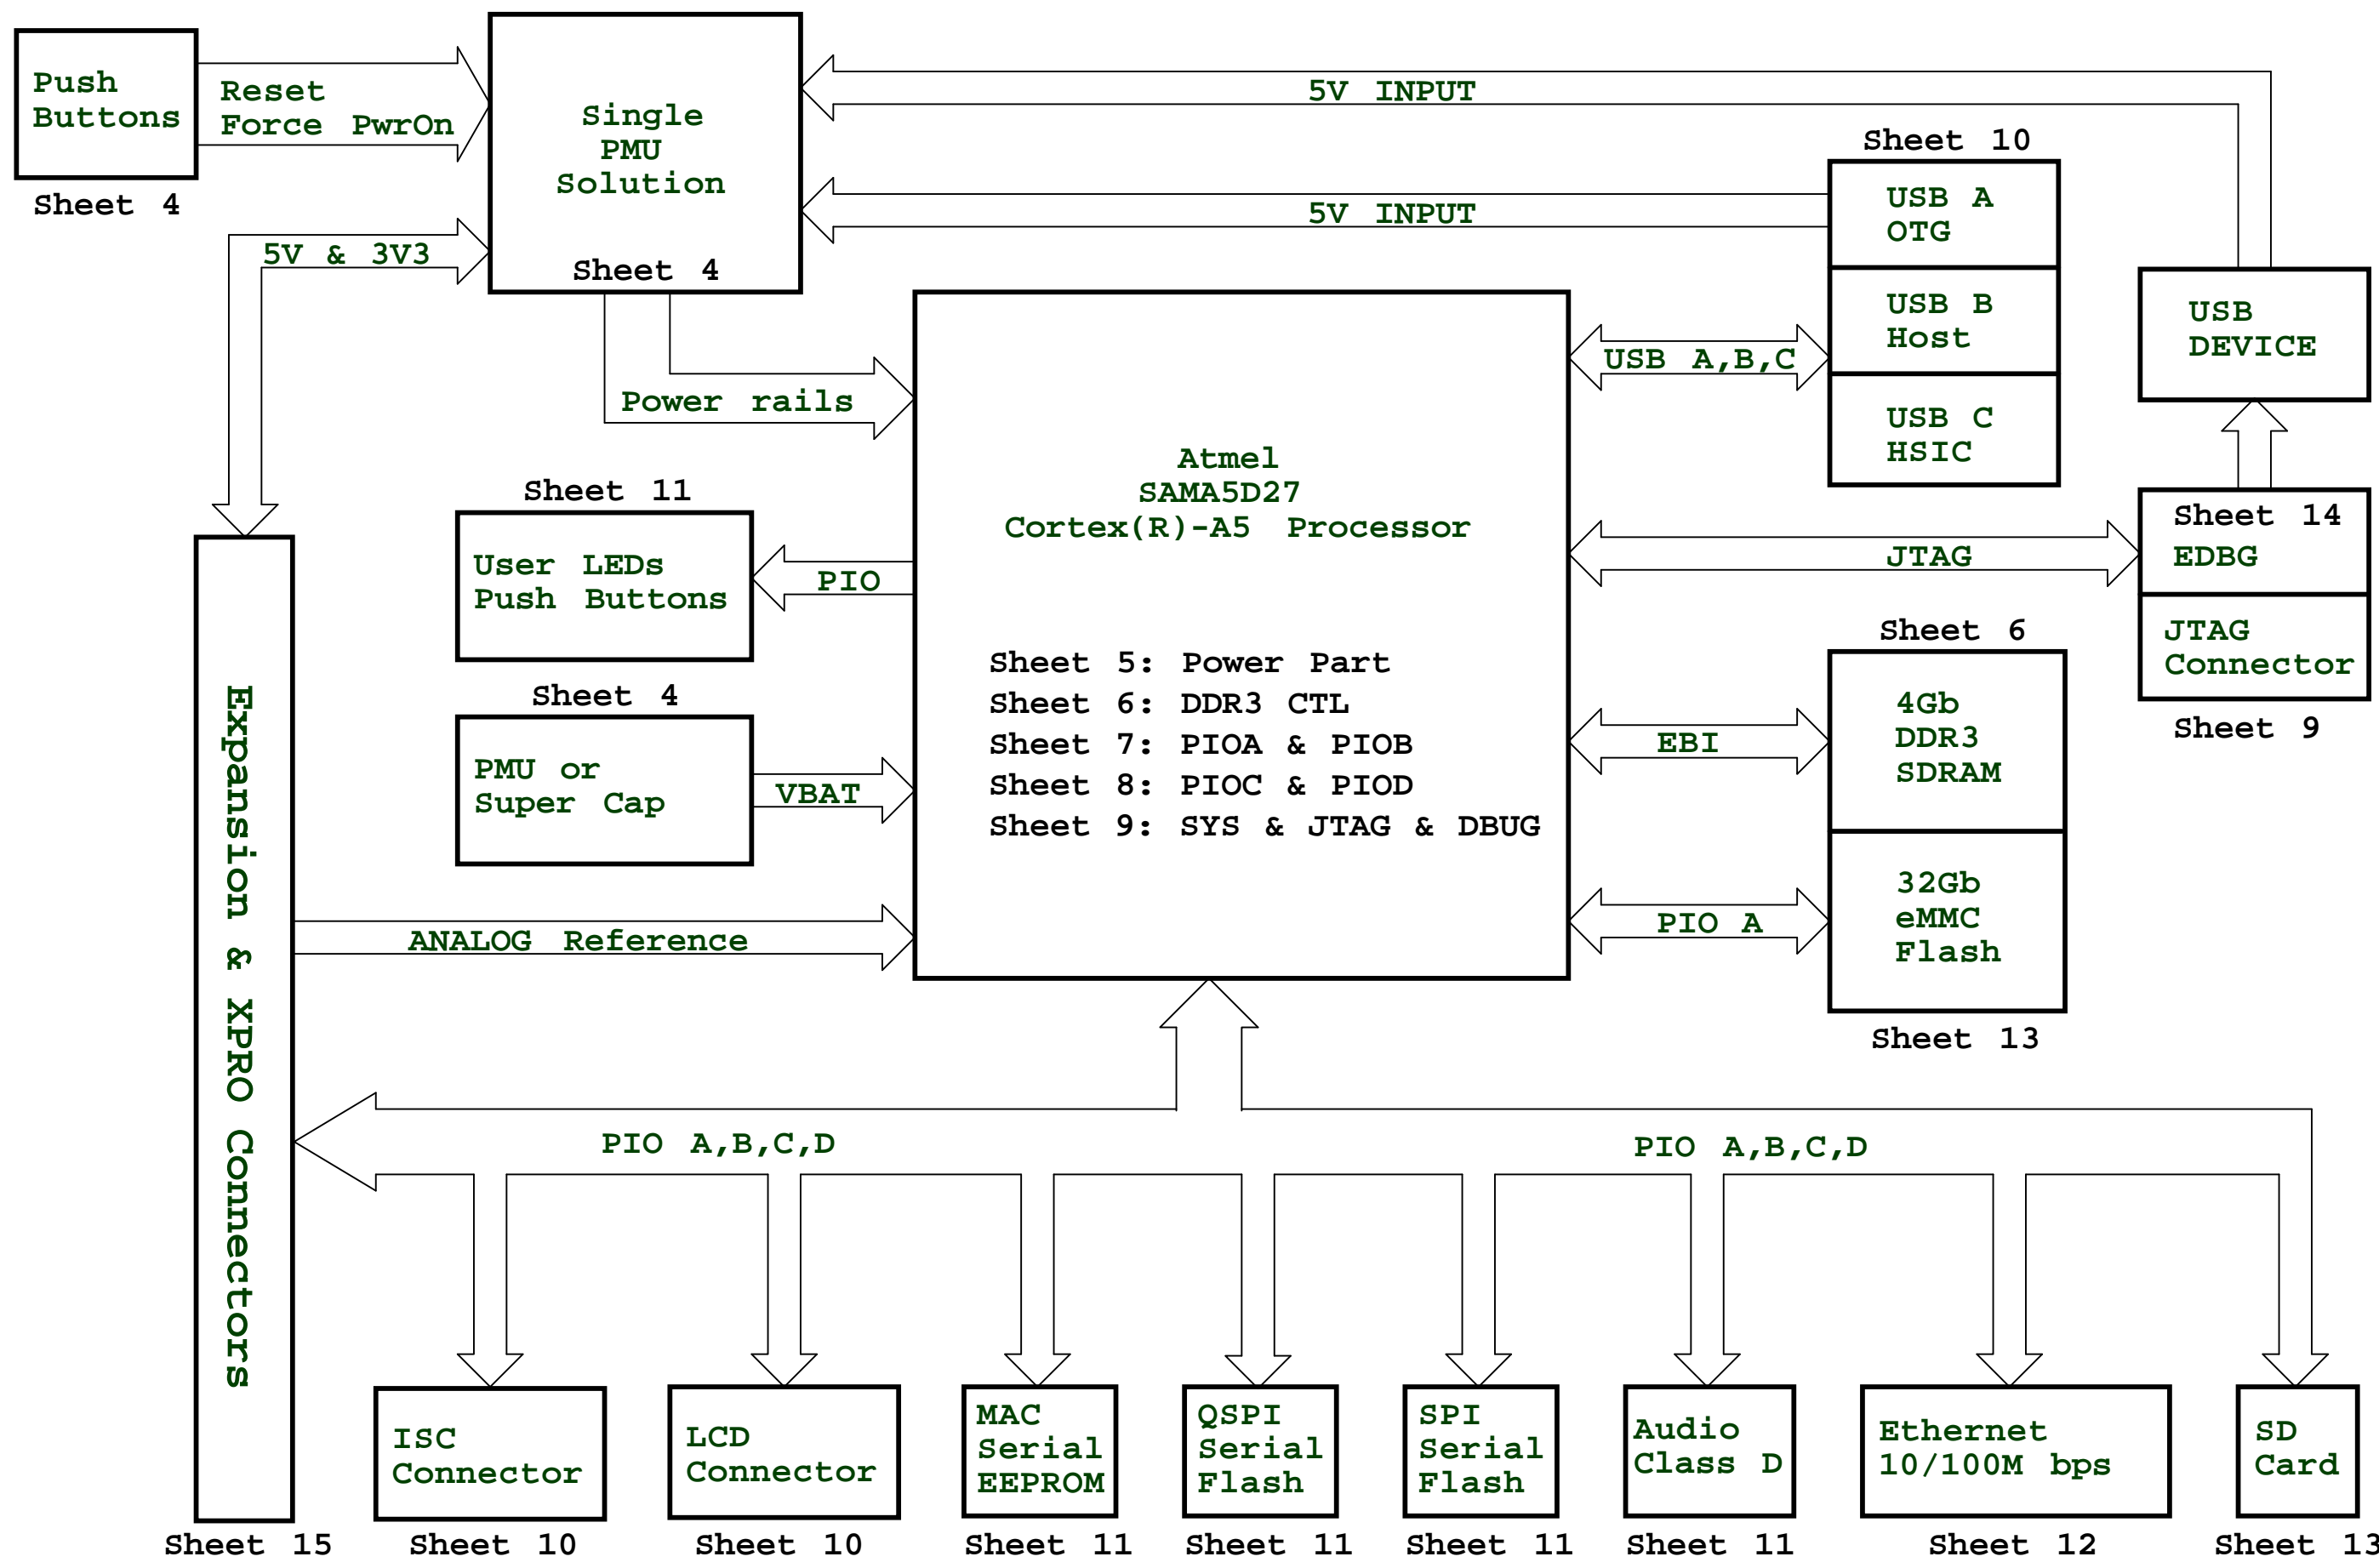 Push
Buttons
Sheet 4
Reset
Force PwrOn
Single
PMU
Solution
Sheet 4
5V INPUT
5V INPUT
5V & 3V3
Power rails
Sheet 10
USB A
OTG
USB B
Host
USB C
HSIC
USB A,B,C
USB
DEVICE
Sheet 14
EDBG
JTAG
Connector
Sheet 9
JTAG
Atmel
SAMA5D27
Cortex(R)-A5 Processor
Sheet 5: Power Part
Sheet 6: DDR3 CTL
Sheet 7: PIOA & PIOB
Sheet 8: PIOC & PIOD
Sheet 9: SYS & JTAG & DBUG
Sheet 11
User LEDs
Push Buttons
PIO
Sheet 4
PMU or
Super Cap
VBAT
ANALOG Reference
Sheet 6
4Gb
DDR3
SDRAM
EBI
32Gb
eMMC
Flash
PIO A
Sheet 13
Expansion & XPRO Connectors
Sheet 15
PIO A,B,C,D
PIO A,B,C,D
ISC
Connector
Sheet 10
LCD
Connector
Sheet 10
MAC
Serial
EEPROM
Sheet 11
QSPI
Serial
Flash
Sheet 11
SPI
Serial
Flash
Sheet 11
Audio
Class D
Sheet 11
Ethernet
10/100M bps
Sheet 12
SD
Card
Sheet 13